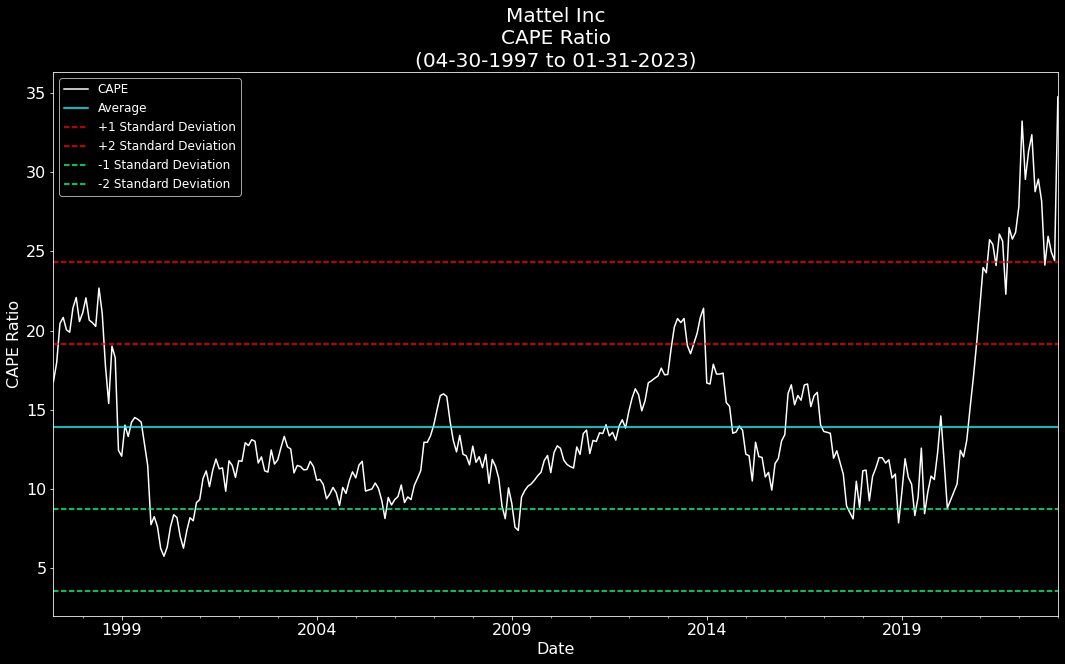 Mattel Inc
CAPE Ratio
(04-30-1997 to 01-31-2023)
CAPE
Average
+1 Standard Deviation
+2 Standard Deviation
-1 Standard Deviation
-2 Standard Deviation
CAPE Ratio
35
30
25
20
15
10
5
1999
2004
2009
2014
2019
Date